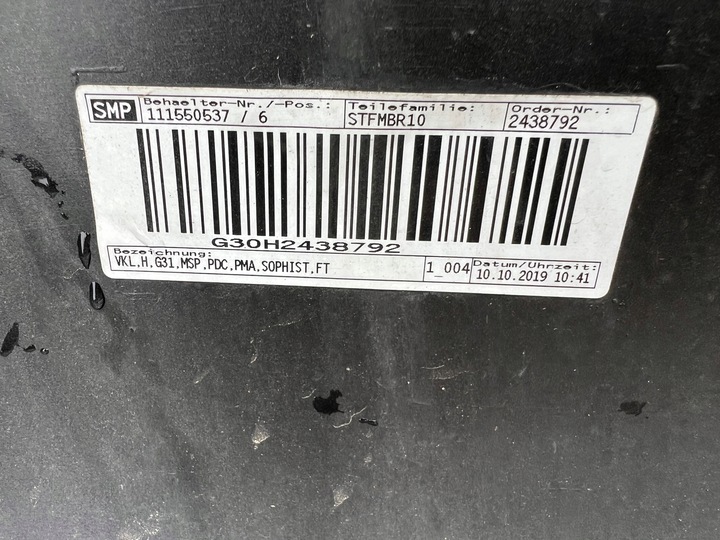 SMP
Behaelter-Nr./-Pos.: Teilefamilie: Order-Nr.:
111550537 / 6 STFMBR10 2438792
G30H2438792
Bezeichnung: Datum/Uhrzeit:
VKL.H.G31.MSP.PDC.PMA.SOPHIST.FT 1_004 10.10.2019 10:41